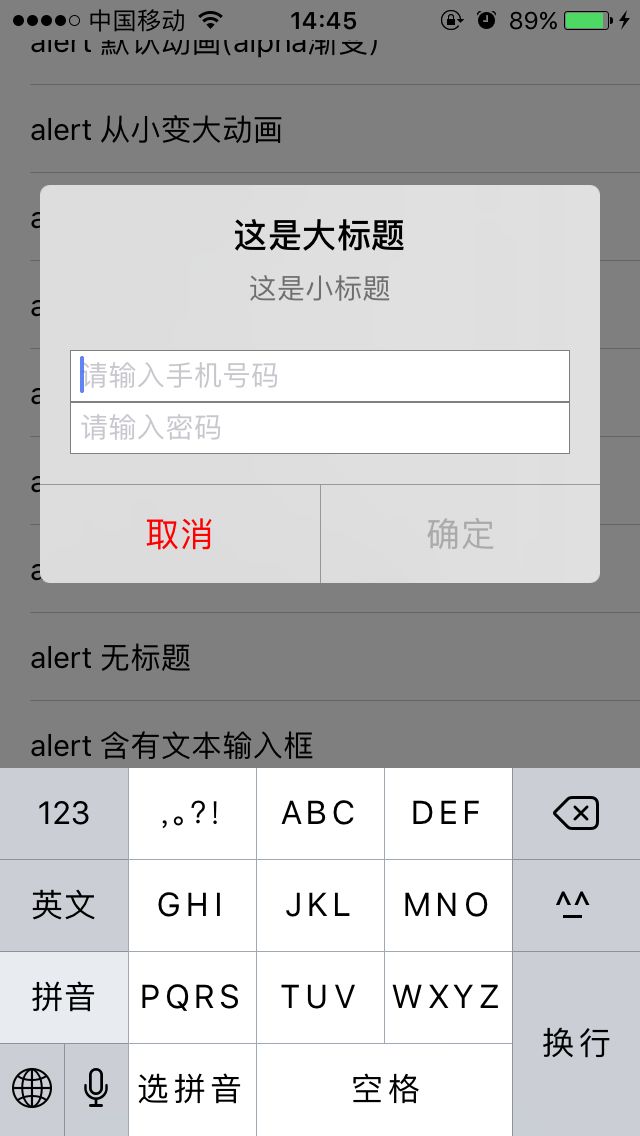 中国移动 14:45 89%
alert 默认动画(alpha渐变)
alert 从小变大动画
a
这是大标题
a
这是小标题
a
请输入手机号码
a
请输入密码
a
取消 确定
a
alert 无标题
alert 含有文本输入框
123 ,。?! ABC DEF
英文 GHI JKL MNO ^_^
拼音 PQRS TUV WXYZ
换行
选拼音 空格